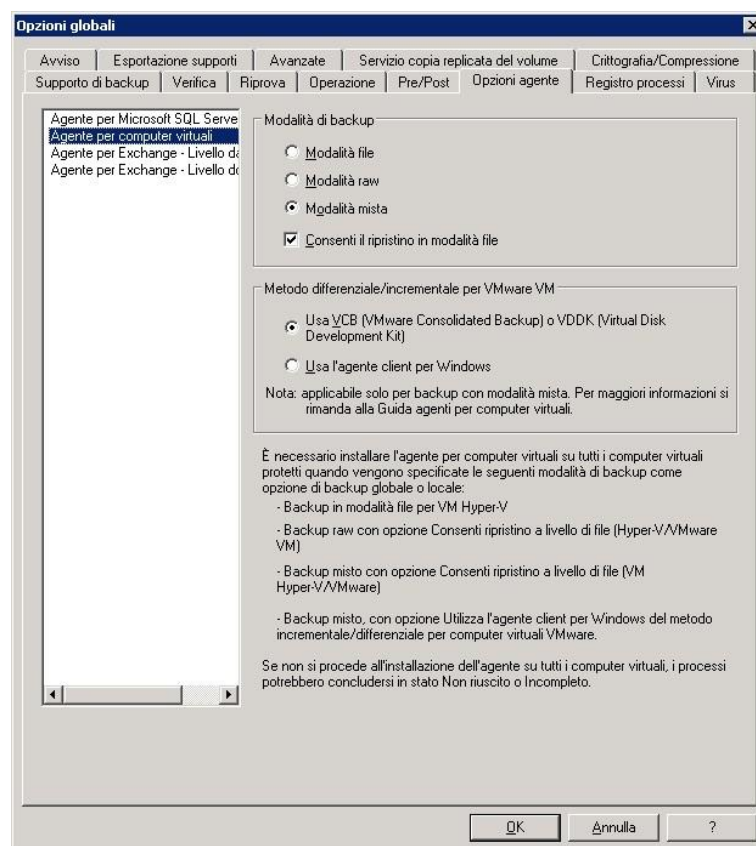 Opzioni globali
Avviso
Esportazione supporti
Avanzate
Servizio copia replicata del volume
Crittografia/Compressione
Supporto di backup
Verifica
Riprova
Operazione
Pre/Post
Opzioni agente
Registro processi
Virus
Agente per Microsoft SQL Serve
Agente per computer virtuali
Agente per Exchange - Livello da
Agente per Exchange - Livello do
Modalità di backup
Modalità file
Modalità raw
Modalità mista
Consenti il ripristino in modalità file
Metodo differenziale/incrementale per VMware VM
Usa VCB (VMware Consolidated Backup) o VDDK (Virtual Disk
Development Kit)
Usa l'agente client per Windows
Nota: applicabile solo per backup con modalità mista. Per maggiori informazioni si
rimanda alla Guida agenti per computer virtuali.
È necessario installare l'agente per computer virtuali su tutti i computer virtuali
protetti quando vengono specificate le seguenti modalità di backup come
opzione di backup globale o locale:
- Backup in modalità file per VM Hyper-V
- Backup raw con opzione Consenti ripristino a livello di file (Hyper-V/VMware
VM)
- Backup misto con opzione Consenti ripristino a livello di file (VM
Hyper-V/VMware)
- Backup misto, con opzione Utilizza l'agente client per Windows del metodo
incrementale/differenziale per computer virtuali VMware.
Se non si procede all'installazione dell'agente su tutti i computer virtuali, i processi
potrebbero concludersi in stato Non riuscito o Incompleto.
OK
Annulla
?